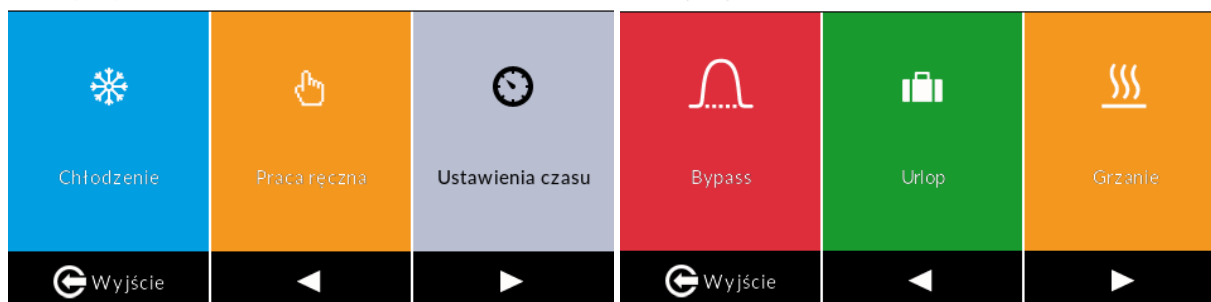 Chłodzenie
Praca ręczna
Ustawienia czasu
Wyjście
Bypass
Urlop
Grzanie
Wyjście